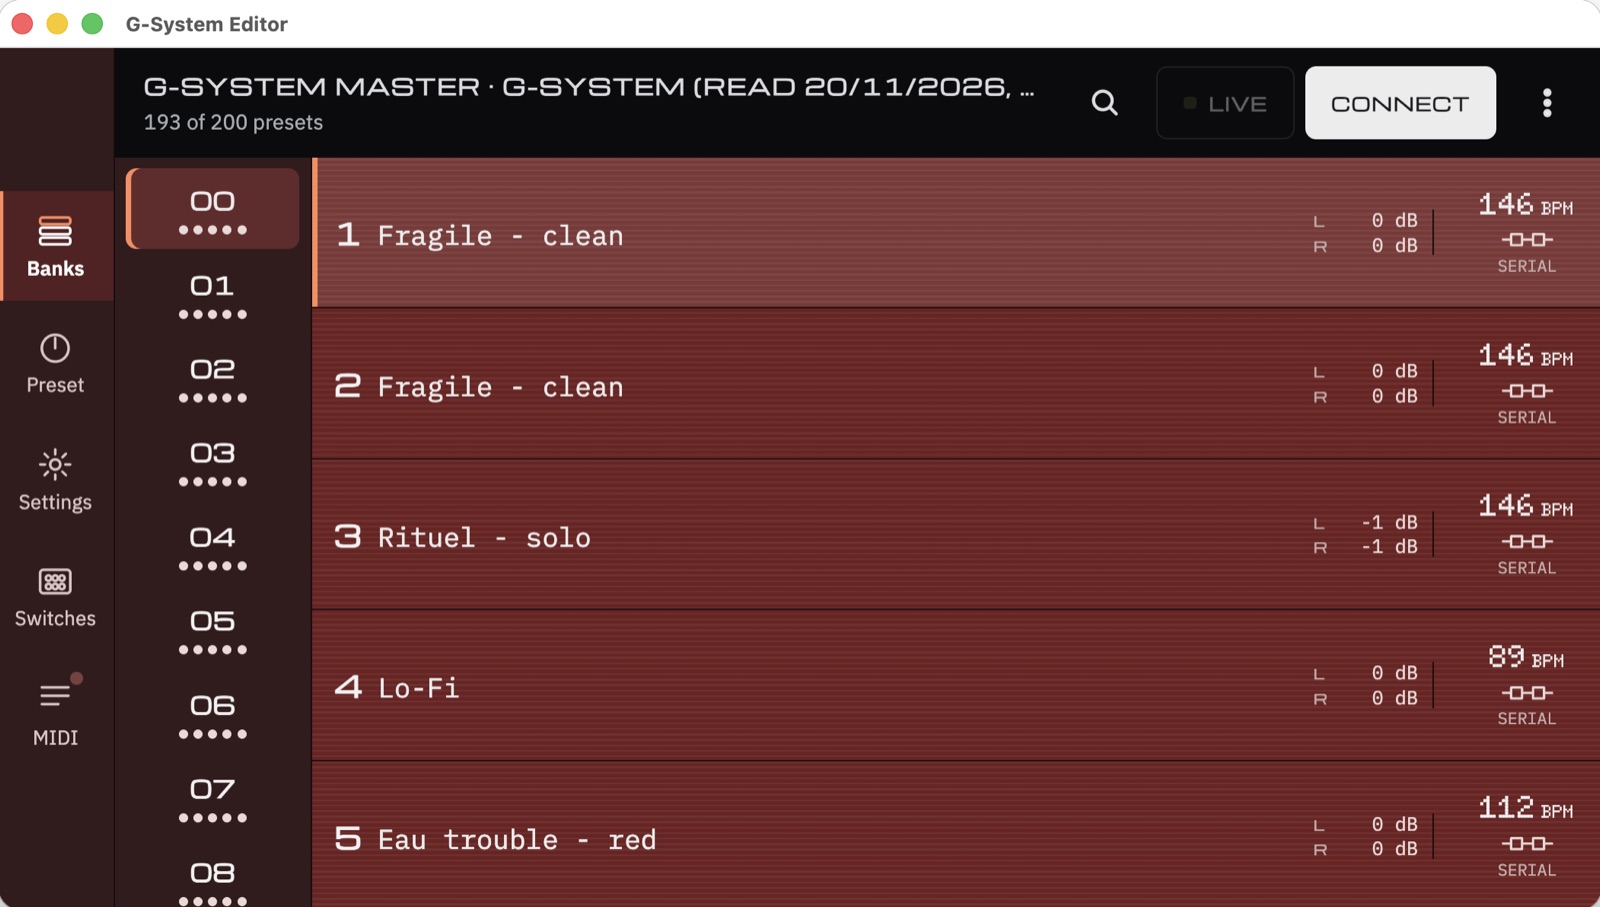 G-System Editor
G-SYSTEM MASTER · G-SYSTEM (READ 20/11/2026, ...
193 of 200 presets
LIVE
CONNECT
Banks
Preset
Settings
Switches
MIDI
00
01
02
03
04
05
06
07
08
1 Fragile - clean
L 0 dB
R 0 dB
146 BPM
SERIAL
2 Fragile - clean
L 0 dB
R 0 dB
146 BPM
SERIAL
3 Rituel - solo
L -1 dB
R -1 dB
146 BPM
SERIAL
4 Lo-Fi
L 0 dB
R 0 dB
89 BPM
SERIAL
5 Eau trouble - red
L 0 dB
R 0 dB
112 BPM
SERIAL